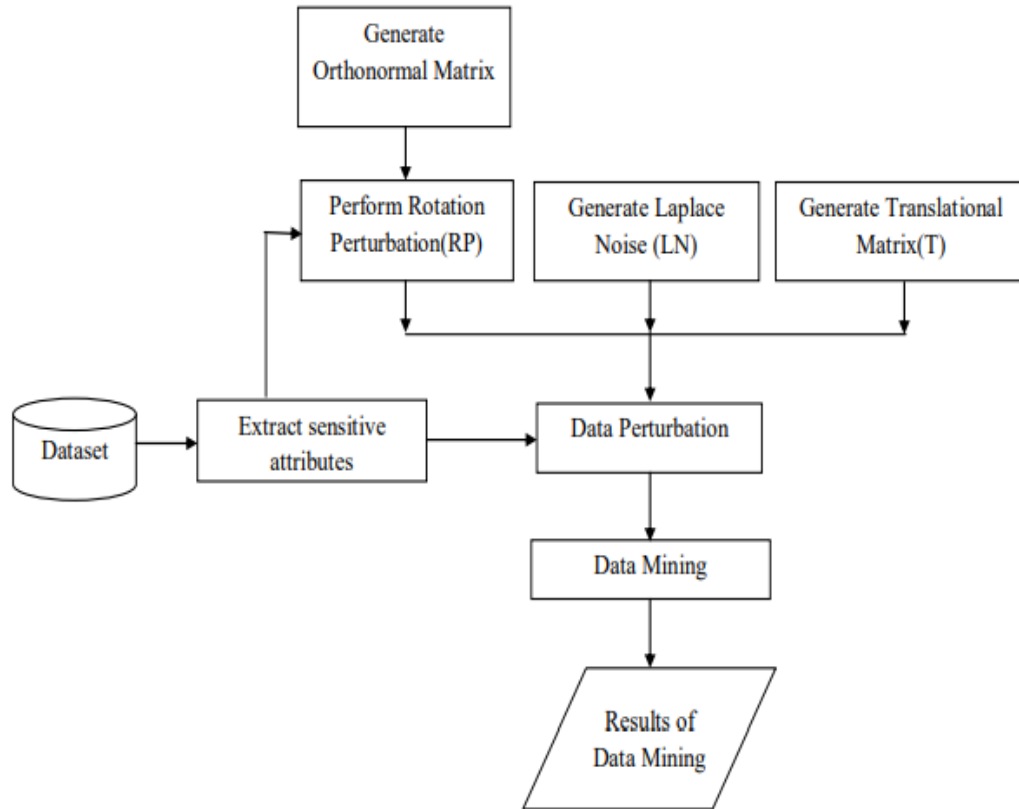 Generate
Orthonormal Matrix
Perform Rotation
Perturbation(RP)
Generate Laplace
Noise (LN)
Generate Translational
Matrix(T)
Dataset
Extract sensitive
attributes
Data Perturbation
Data Mining
Results of
Data Mining